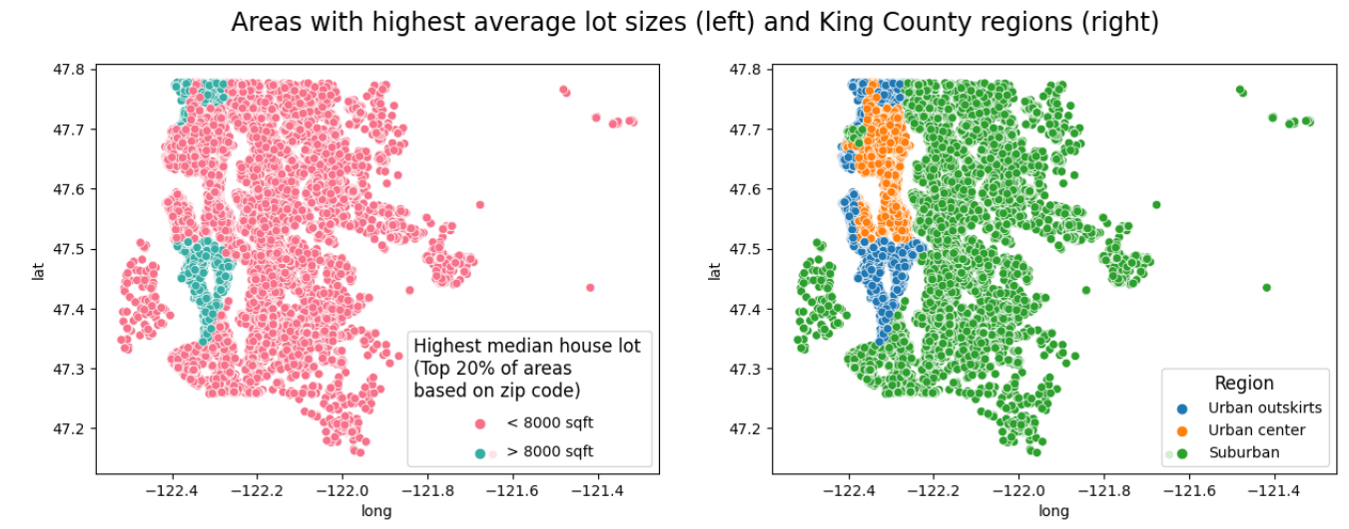 Areas with highest average lot sizes (left) and King County regions (right)
47.8
47.7
47.6
47.5
47.4
47.3
47.2
lat
−122.4
−122.2
−122.0
−121.8
−121.6
−121.4
long
Highest median house lot
(Top 20% of areas
based on zip code)
< 8000 sqft
> 8000 sqft
47.8
47.7
47.6
47.5
47.4
47.3
47.2
lat
−122.4
−122.2
−122.0
−121.8
−121.6
−121.4
long
Region
Urban outskirts
Urban center
Suburban